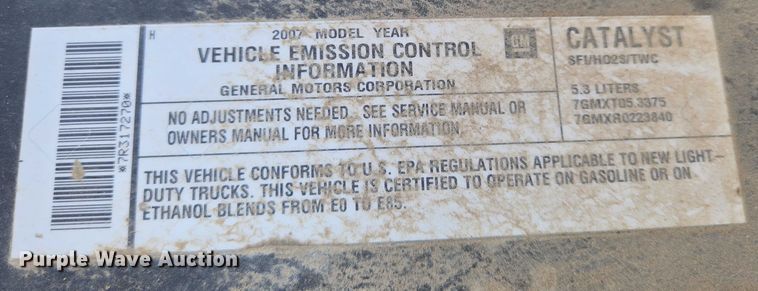 *7R317270*
H
2007 MODEL YEAR
VEHICLE EMISSION CONTROL
INFORMATION
GENERAL MOTORS CORPORATION
GM
CATALYST
SFI/HO2S/TWC
5.3 LITERS
7GMXT05.3375
7GMXR0223840
NO ADJUSTMENTS NEEDED. SEE SERVICE MANUAL OR
OWNERS MANUAL FOR MORE INFORMATION.
THIS VEHICLE CONFORMS TO U.S. EPA REGULATIONS APPLICABLE TO NEW LIGHT-
DUTY TRUCKS. THIS VEHICLE IS CERTIFIED TO OPERATE ON GASOLINE OR ON
ETHANOL BLENDS FROM E0 TO E85.
Purple Wave Auction